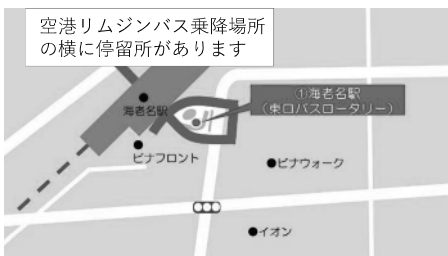 空港リムジンバス乗降場所
の横に停留所があります
①海老名駅
(東口バスロータリー)
海老名駅
ビナフロント
ビナウォーク
イオン